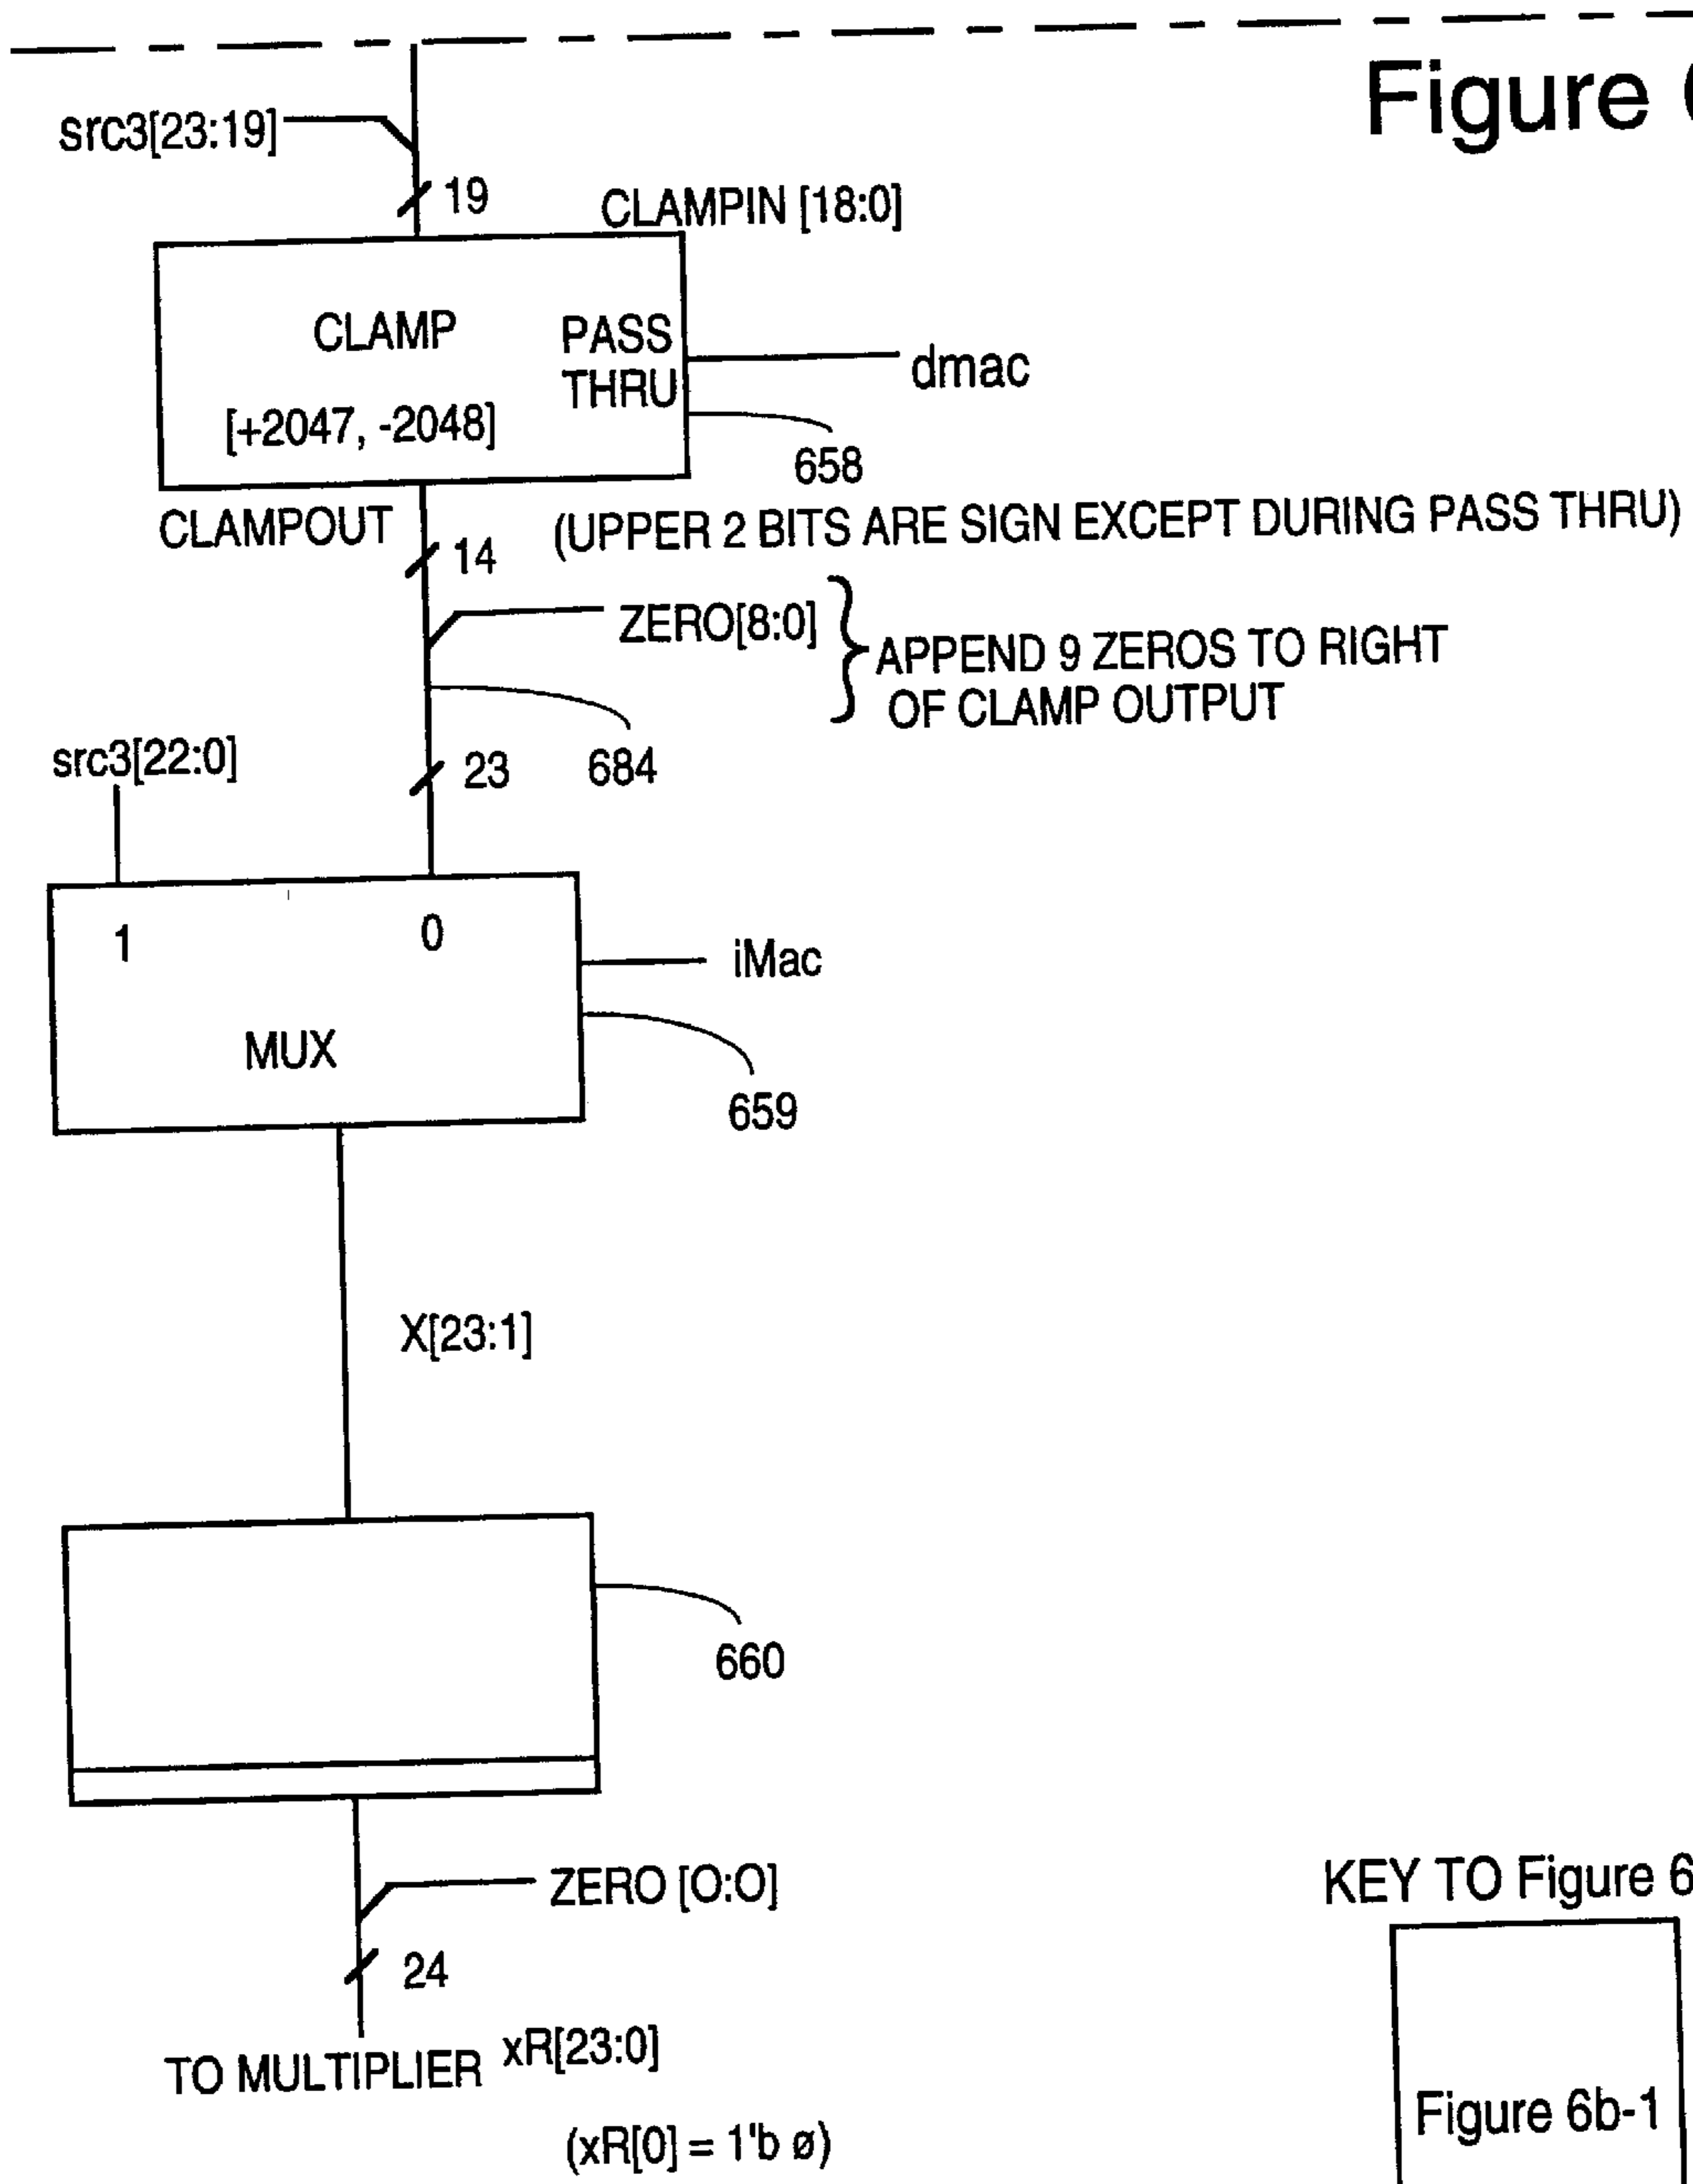 Figure
src3[23:19]
19
CLAMPIN [18:0]
CLAMP
PASS
THRU
[+2047, -2048]
dmac
658
CLAMPOUT
14
(UPPER 2 BITS ARE SIGN EXCEPT DURING PASS THRU)
ZERO[8:0]
APPEND 9 ZEROS TO RIGHT
OF CLAMP OUTPUT
684
src3[22:0]
23
1
0
iMac
MUX
659
X[23:1]
660
ZERO [O:O]
24
TO MULTIPLIER xR[23:0]
(xR[0] = 1'b ø)
KEY TO Figure 6
Figure 6b-1